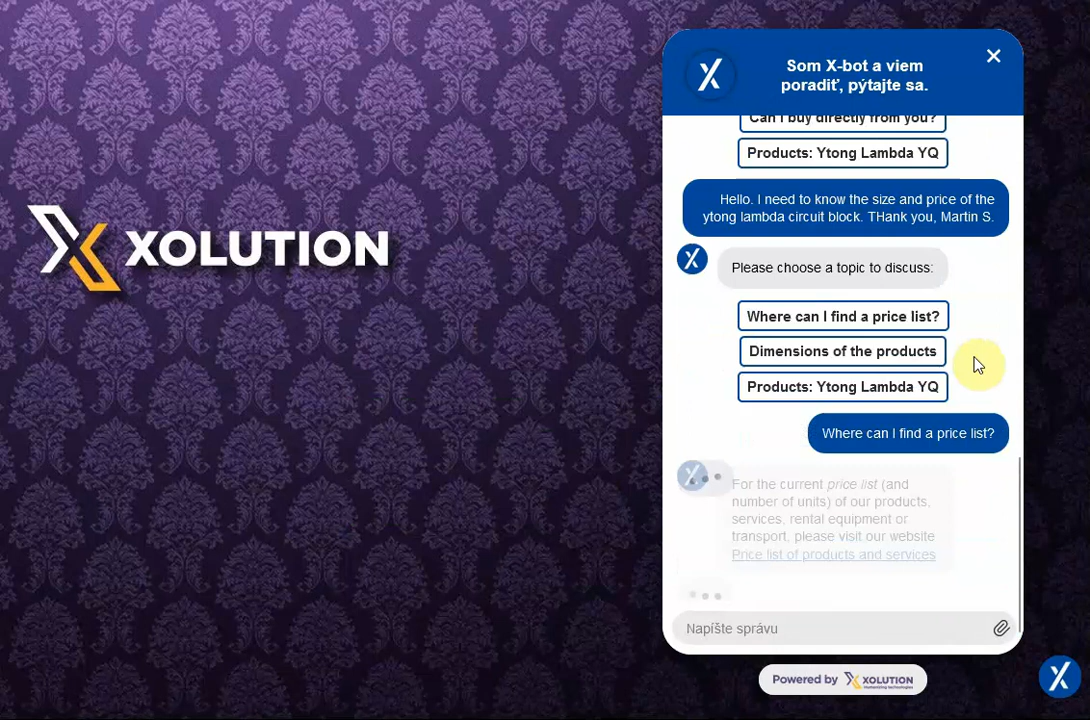 XOLUTION
Som X-bot a viem
poradiť, pýtajte sa.
Can I buy directly from you?
Products: Ytong Lambda YQ
Hello. I need to know the size and price of the
ytong lambda circuit block. THank you, Martin S.
Please choose a topic to discuss:
Where can I find a price list?
Dimensions of the products
Products: Ytong Lambda YQ
Where can I find a price list?
For the current price list (and
number of units) of our products,
services, rental equipment or
transport, please visit our website
Price list of products and services
Napíšte správu
Powered by XOLUTION